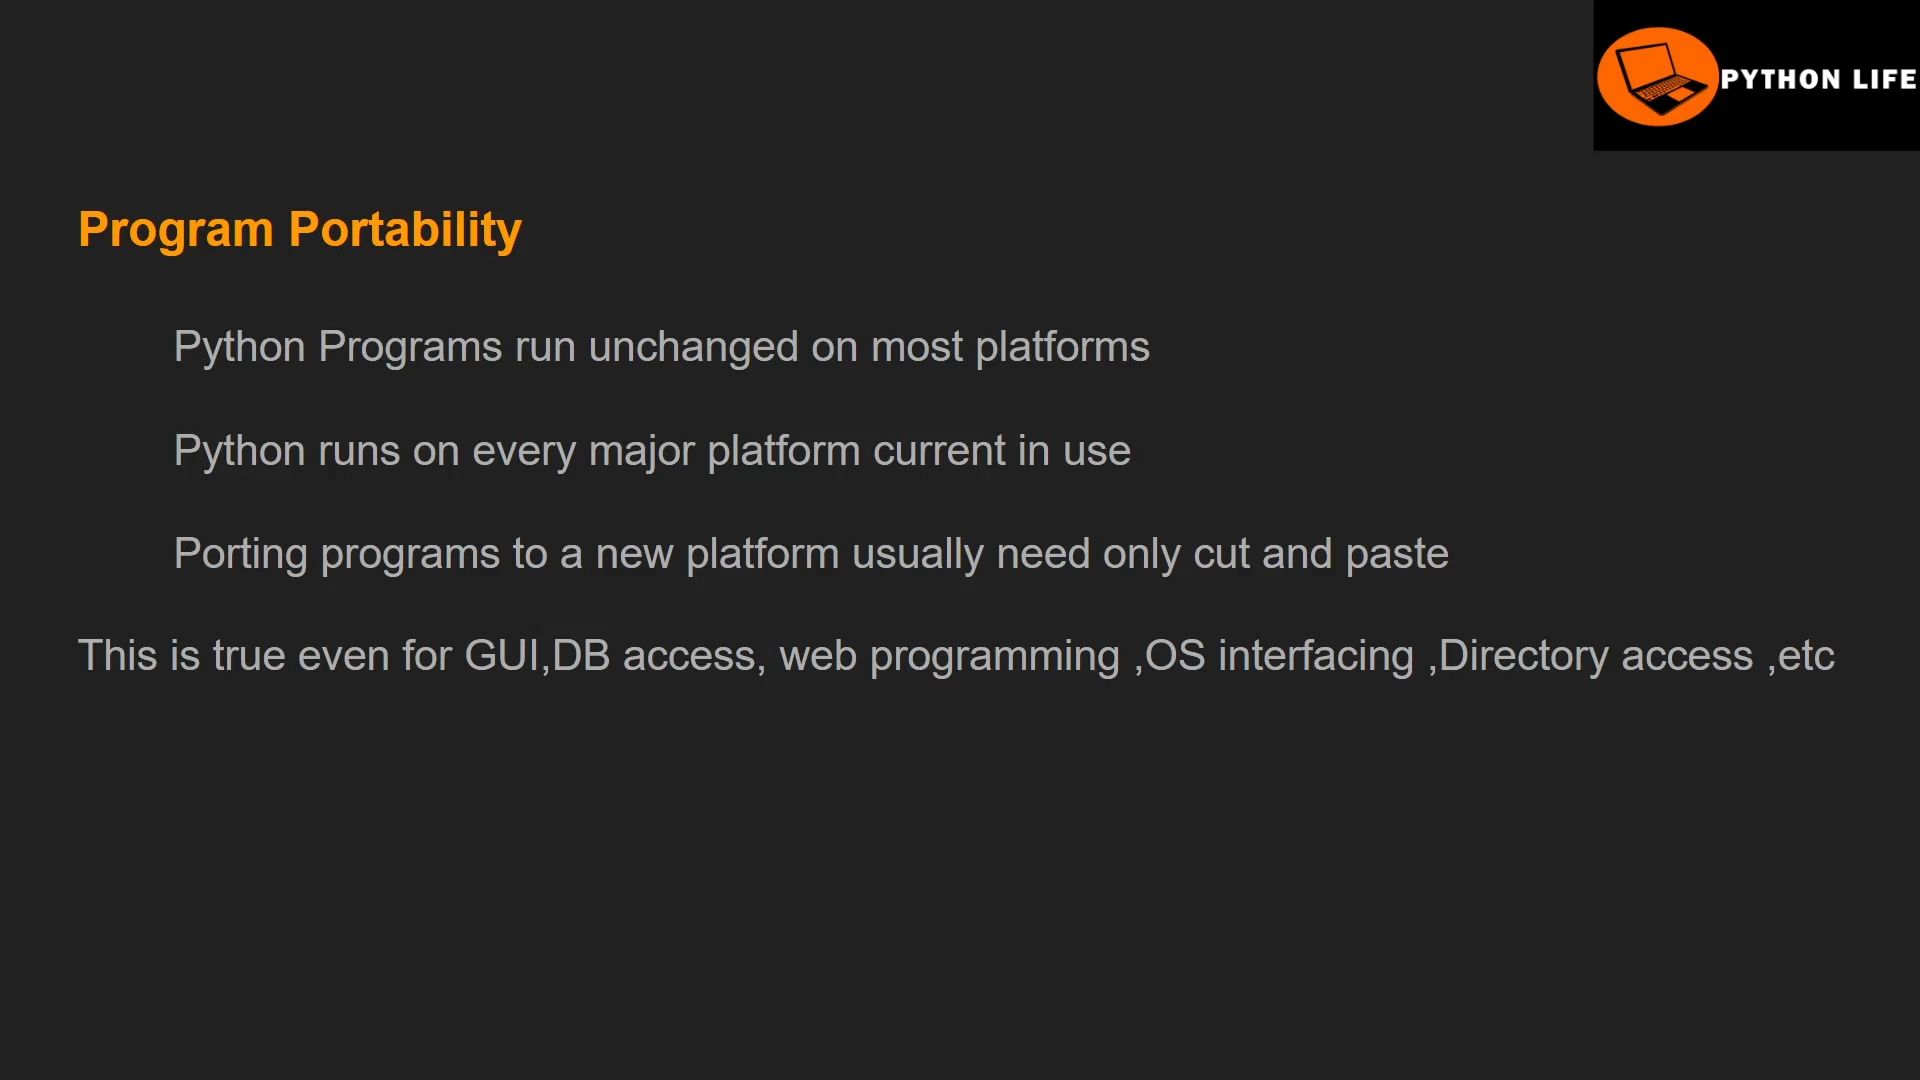 PYTHON LIFE
Program Portability
Python Programs run unchanged on most platforms
Python runs on every major platform current in use
Porting programs to a new platform usually need only cut and paste
This is true even for GUI,DB access, web programming ,OS interfacing ,Directory access ,etc